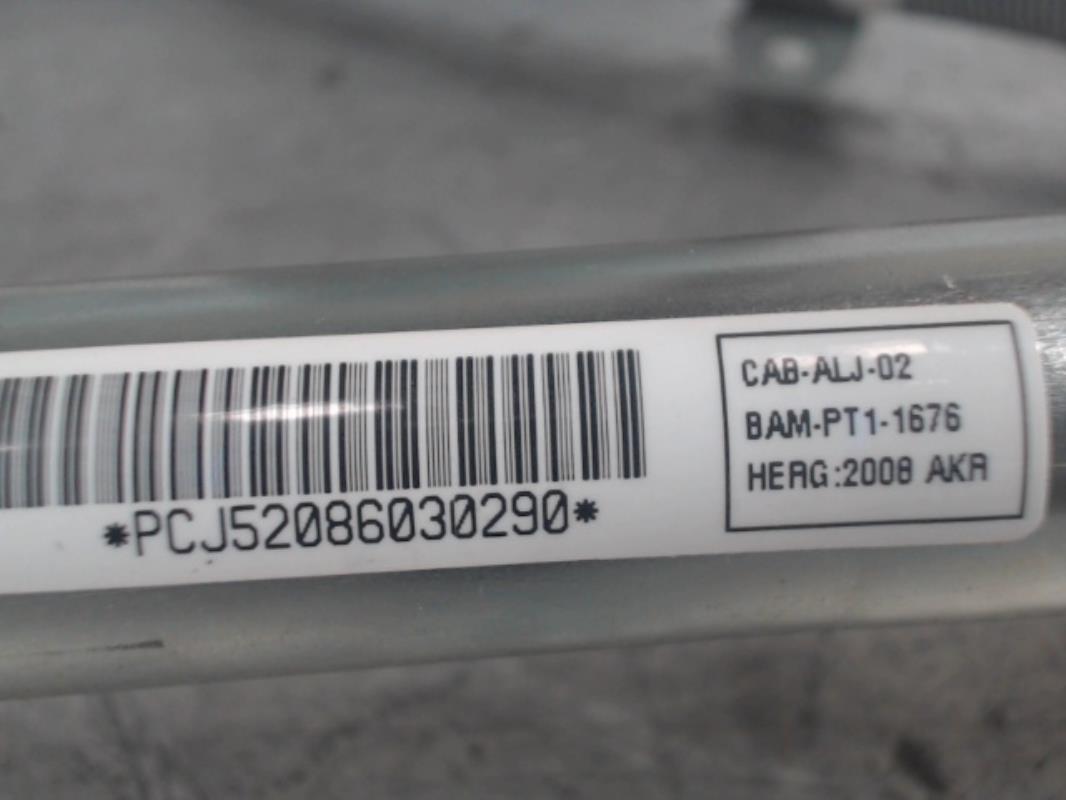 *PCJ52086030290*
CAB-ALJ-02
BAM-PT1-1676
HERG:2008 AKR